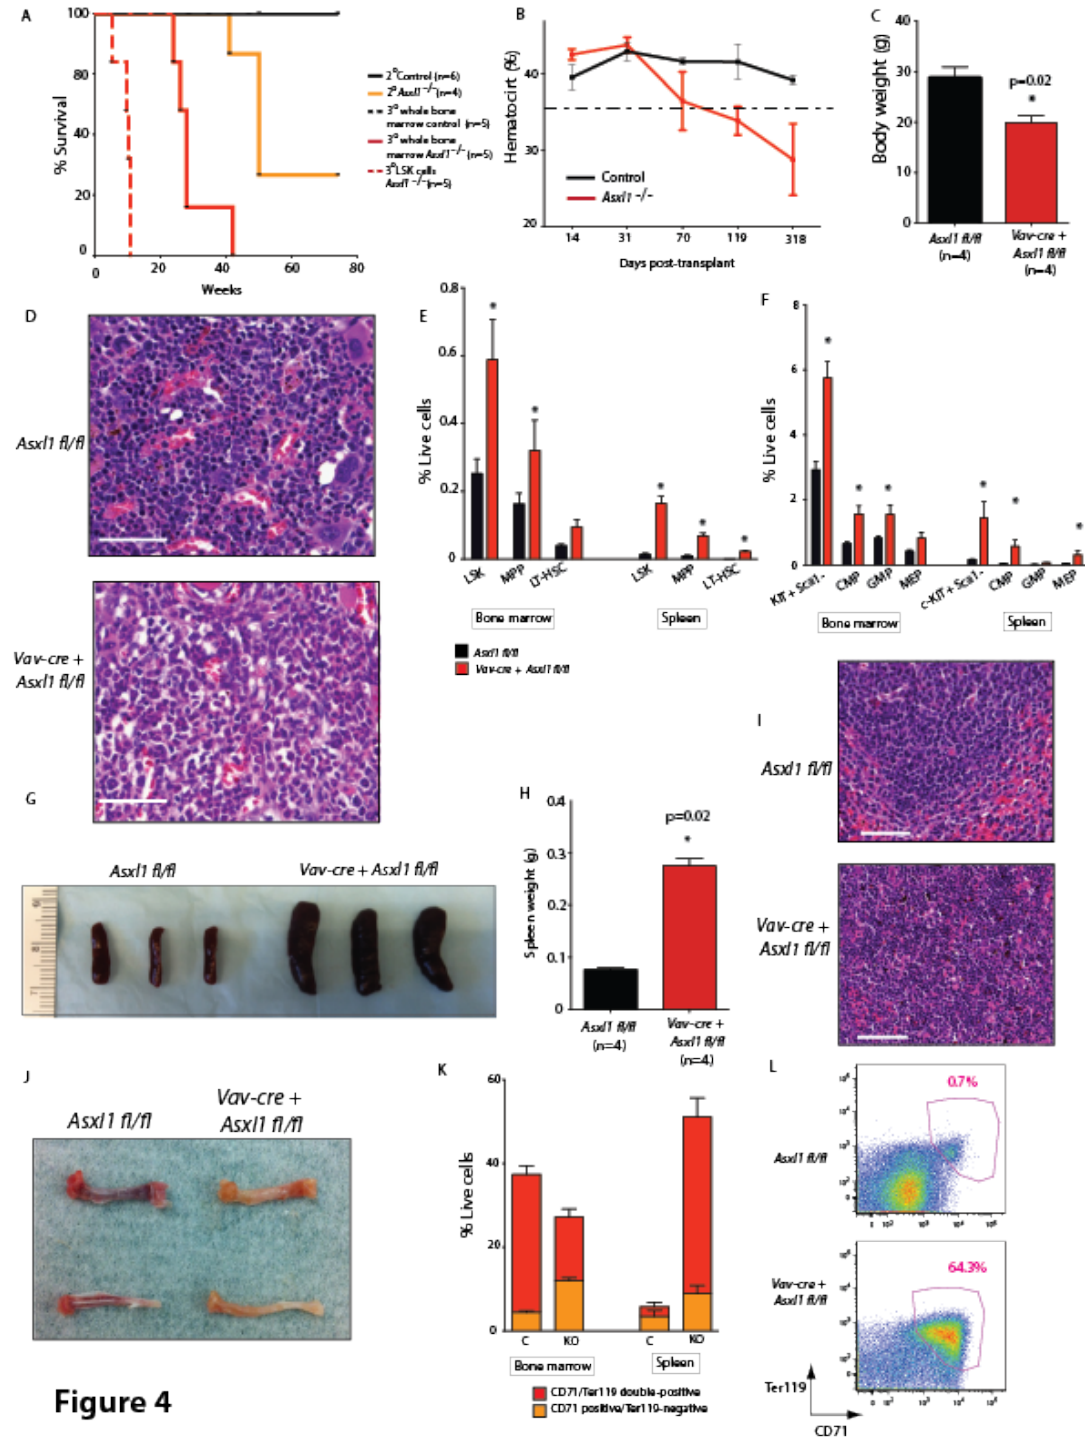 A
100
80
% Survival
40
20
0
0
20
40
60
80
Weeks
2° Control (n=6)
2° Asxl1 -/- (n=4)
3° whole bone
marrow control (n=5)
3° whole bone
marrow Asxl1 -/- (n=5)
3° LSK cells
Asxl1 -/- (n=5)
B
Hematocirt (%)
40
30
20
Control
Asxl1 -/-
14
31
70
119
318
Days post-transplant
C
Body weight (g)
40
30
20
10
0
p=0.02
*
Asxl1 fl/fl
(n=4)
Vav-cre +
Asxl1 fl/fl
(n=4)
D
Asxl1 fl/fl
Vav-cre +
Asxl1 fl/fl
E
% Live cells
0.8
0.6
0.4
0.2
0
*
*
*
*
*
LSK
MPP
LT-HSC
LSK
MPP
LT-HSC
Bone marrow
Spleen
Asxl1 fl/fl
Vav-cre + Asxl1 fl/fl
F
% Live cells
8
6
4
2
0
*
*
*
*
*
*
KIT+ Sca1-
CMP
GMP
MEP
c-KIT+ Sca1-
CMP
GMP
MEP
Bone marrow
Spleen
G
Asxl1 fl/fl
Vav-cre + Asxl1 fl/fl
H
Spleen weight (g)
0.4
0.3
0.2
0.1
0
p=0.02
*
Asxl1 fl/fl
(n=4)
Vav-cre +
Asxl1 fl/fl
(n=4)
I
Asxl1 fl/fl
Vav-cre +
Asxl1 fl/fl
J
Asxl1 fl/fl
Vav-cre +
Asxl1 fl/fl
K
% Live cells
60
40
20
0
C
KO
C
KO
Bone marrow
Spleen
CD71/Ter119 double-positive
CD71 positive/Ter119-negative
L
0.7%
Asxl1 fl/fl
64.3%
Vav-cre +
Asxl1 fl/fl
Ter119
CD71
Figure 4